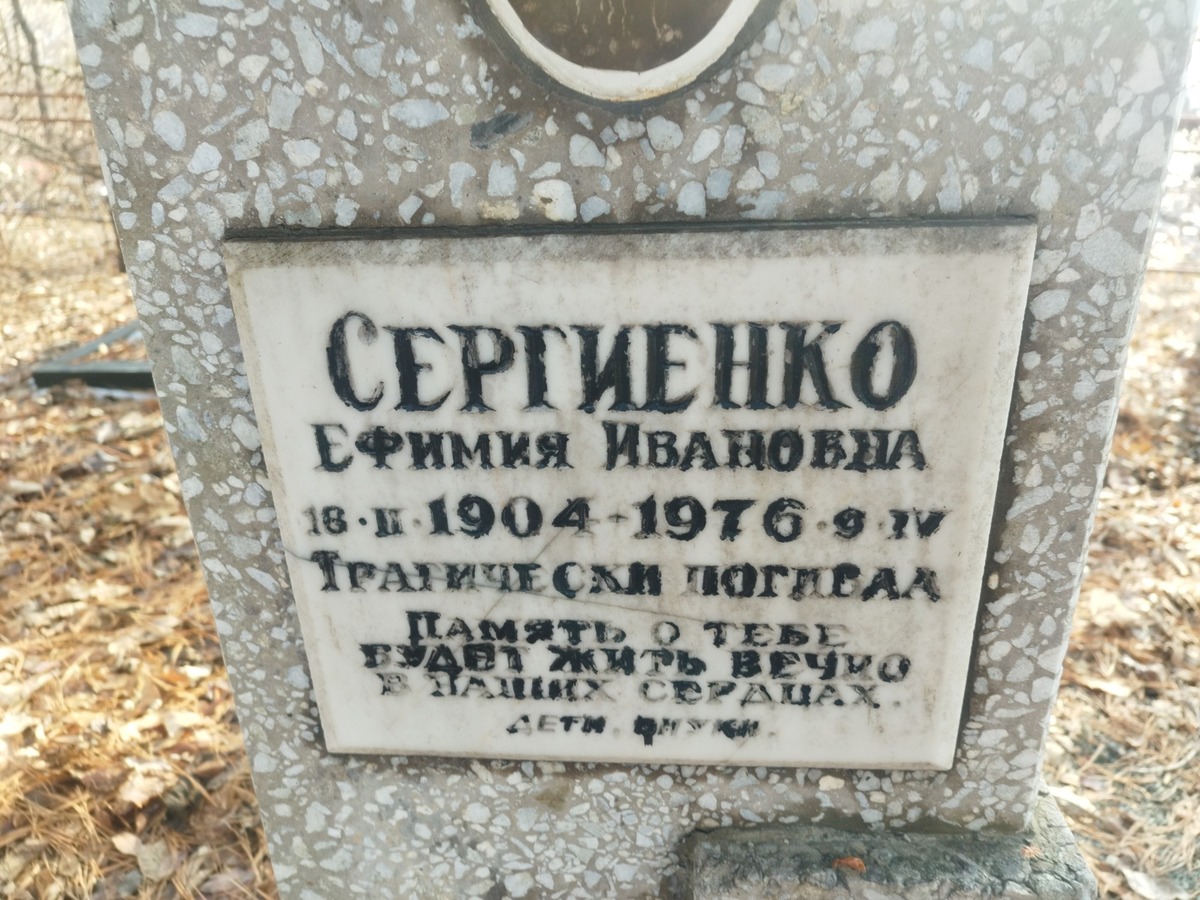 СЕРГИЕНКО
ЕФИМИЯ ИВАНОВНА
18·II·1904-1976·9·IV
ТРАГИЧЕСКИ ПОГИБЛА
ПАМЯТЬ О ТЕБЕ
БУДЕТ ЖИТЬ ВЕЧНО
В НАШИХ СЕРДЦАХ.
ДЕТИ, ВНУКИ.